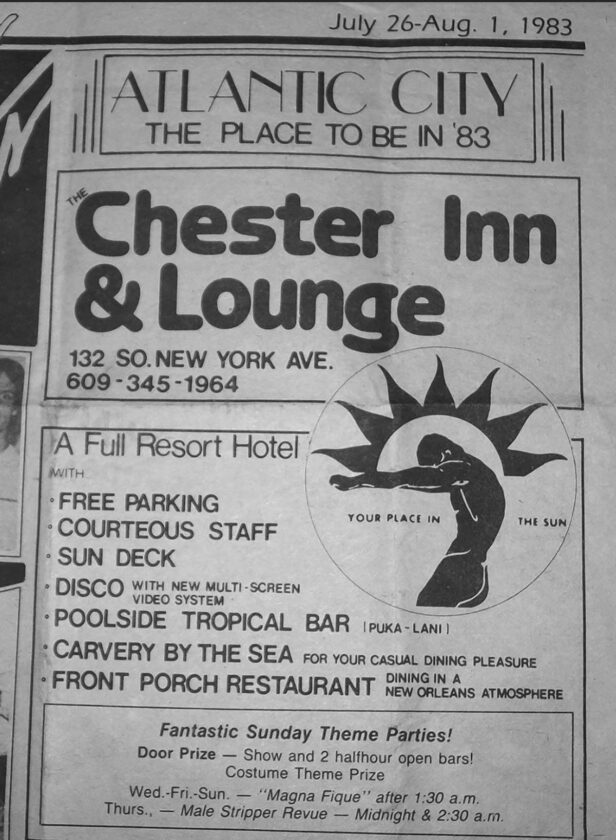 July 26-Aug. 1, 1983
ATLANTIC CITY
THE PLACE TO BE IN '83
THE
Chester Inn
& Lounge
132 SO. NEW YORK AVE.
609-345-1964
A Full Resort Hotel
WITH
• FREE PARKING
• COURTEOUS STAFF
• SUN DECK
• DISCO WITH NEW MULTI-SCREEN
VIDEO SYSTEM
• POOLSIDE TROPICAL BAR (PUKA-LANI)
• CARVERY BY THE SEA FOR YOUR CASUAL DINING PLEASURE
• FRONT PORCH RESTAURANT DINING IN A
NEW ORLEANS ATMOSPHERE
YOUR PLACE IN THE SUN
Fantastic Sunday Theme Parties!
Door Prize — Show and 2 halfhour open bars!
Costume Theme Prize
Wed.-Fri.-Sun. — "Magna Fique" after 1:30 a.m.
Thurs., — Male Stripper Revue — Midnight & 2:30 a.m.